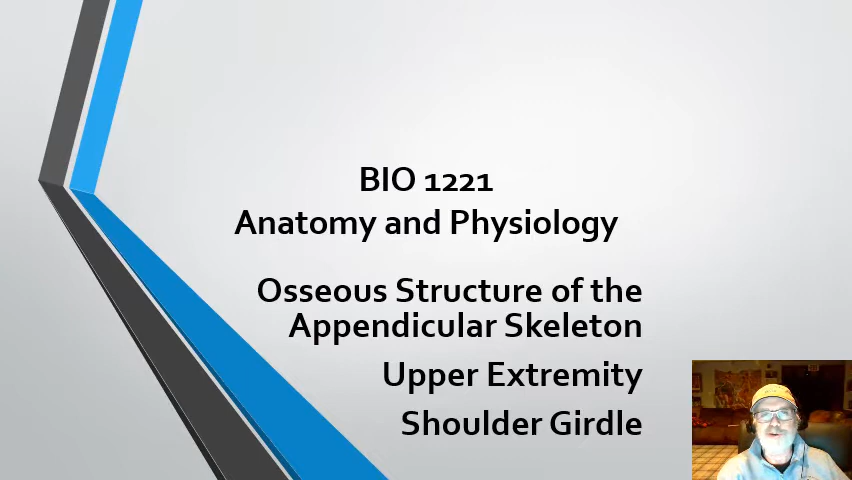 BIO 1221
Anatomy and Physiology
Osseous Structure of the
Appendicular Skeleton
Upper Extremity
Shoulder Girdle